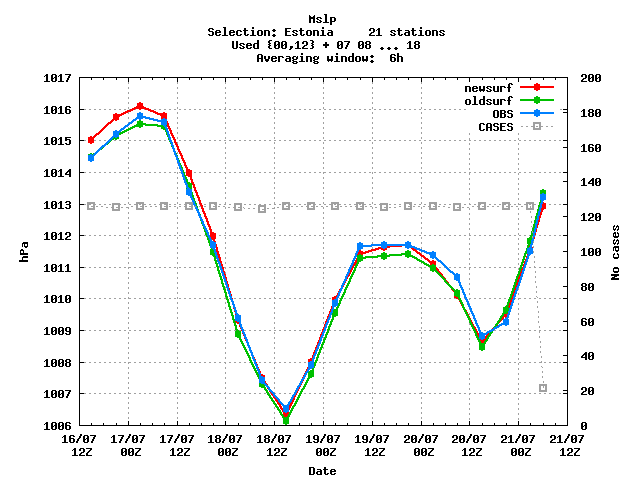 Mslp
Selection: Estonia 21 stations
Used {00,12} + 07 08 ... 18
Averaging window: 6h
newsurf
oldsurf
OBS
CASES
1017
1016
1015
1014
1013
1012
1011
1010
1009
1008
1007
1006
hPa
200
180
160
140
120
100
80
60
40
20
0
No cases
16/07 17/07 17/07 18/07 18/07 19/07 19/07 20/07 20/07 21/07 21/07
12Z 00Z 12Z 00Z 12Z 00Z 12Z 00Z 12Z 00Z 12Z
Date